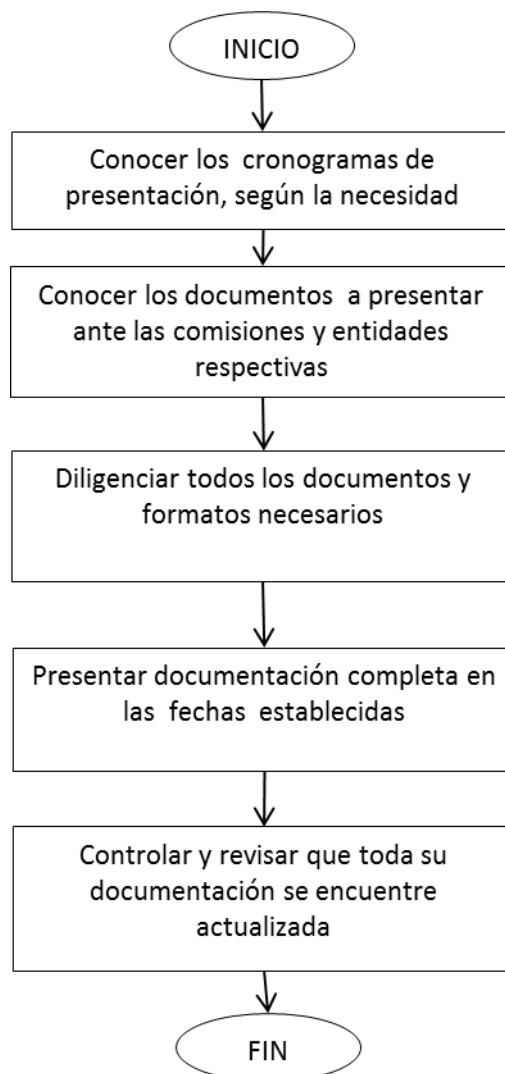 INICIO
Conocer los cronogramas de
presentación, según la necesidad
Conocer los documentos a presentar
ante las comisiones y entidades
respectivas
Diligenciar todos los documentos y
formatos necesarios
Presentar documentación completa en
las fechas establecidas
Controlar y revisar que toda su
documentación se encuentre
actualizada
FIN